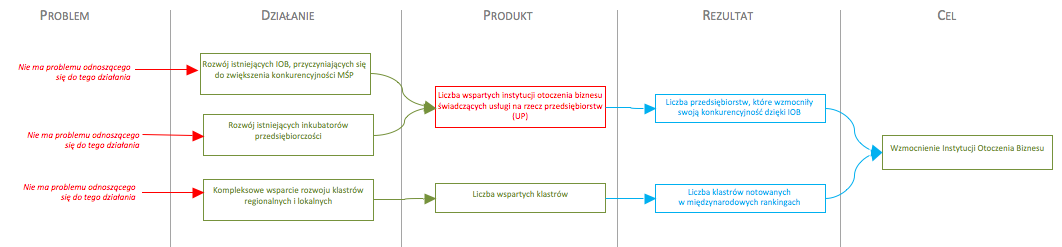 PROBLEM
DZIAŁANIE
PRODUKT
REZULTAT
CEL
Nie ma problemu odnoszącego
się do tego działania
Rozwój istniejących IOB, przyczyniających się
do zwiększenia konkurencyjności MŚP
Liczba wspartych instytucji otoczenia biznesu
świadczących usługi na rzecz przedsiębiorstw
(UP)
Liczba przedsiębiorstw, które wzmocniły
swoją konkurencyjność dzięki IOB
Nie ma problemu odnoszącego
się do tego działania
Rozwój istniejących inkubatorów
przedsiębiorczości
Wzmocnienie Instytucji Otoczenia Biznesu
Nie ma problemu odnoszącego
się do tego działania
Kompleksowe wsparcie rozwoju klastrów
regionalnych i lokalnych
Liczba wspartych klastrów
Liczba klastrów notowanych
w międzynarodowych rankingach